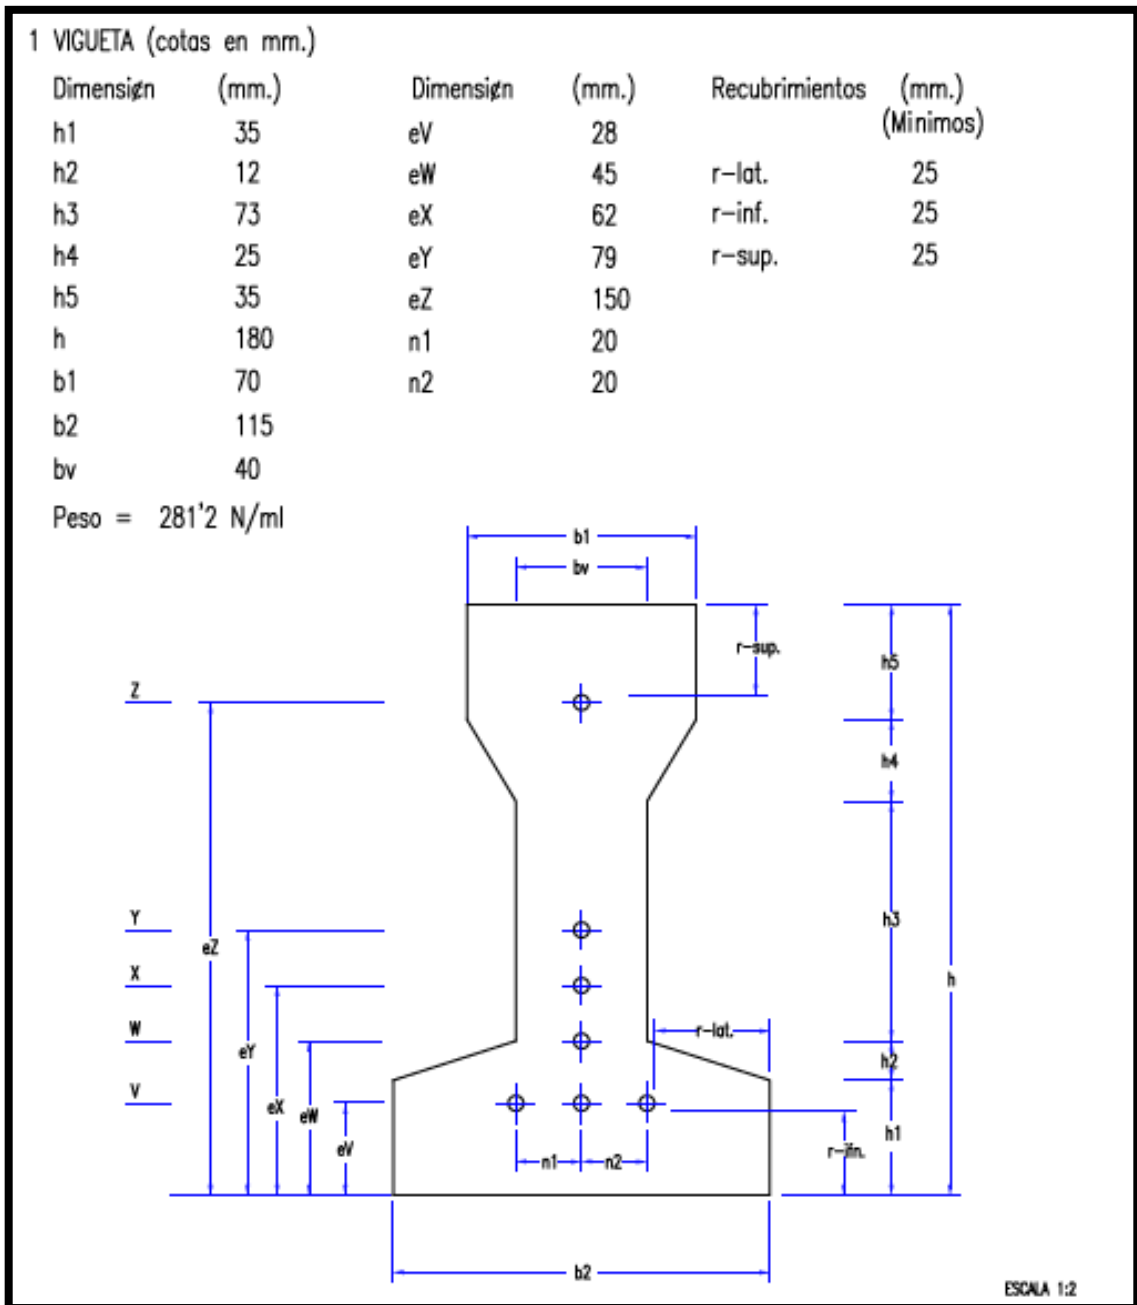 1 VIGUETA (cotas en mm.)
Dimensi¢n (mm.) Dimensi¢n (mm.) Recubrimientos (mm.)
(Minimos)
h1 35 eV 28
h2 12 eW 45 r-lat. 25
h3 73 eX 62 r-inf. 25
h4 25 eY 79 r-sup. 25
h5 35 eZ 150
h 180 n1 20
b1 70 n2 20
b2 115
bv 40
Peso = 281'2 N/ml
b1
bv
r-sup.
h5
Z
h4
Y
h3
eZ
X
h
W
r-lat.
eY
h2
V
eX
eW
h1
eV
n1
n2
r-ifn.
b2
ESCALA 1:2